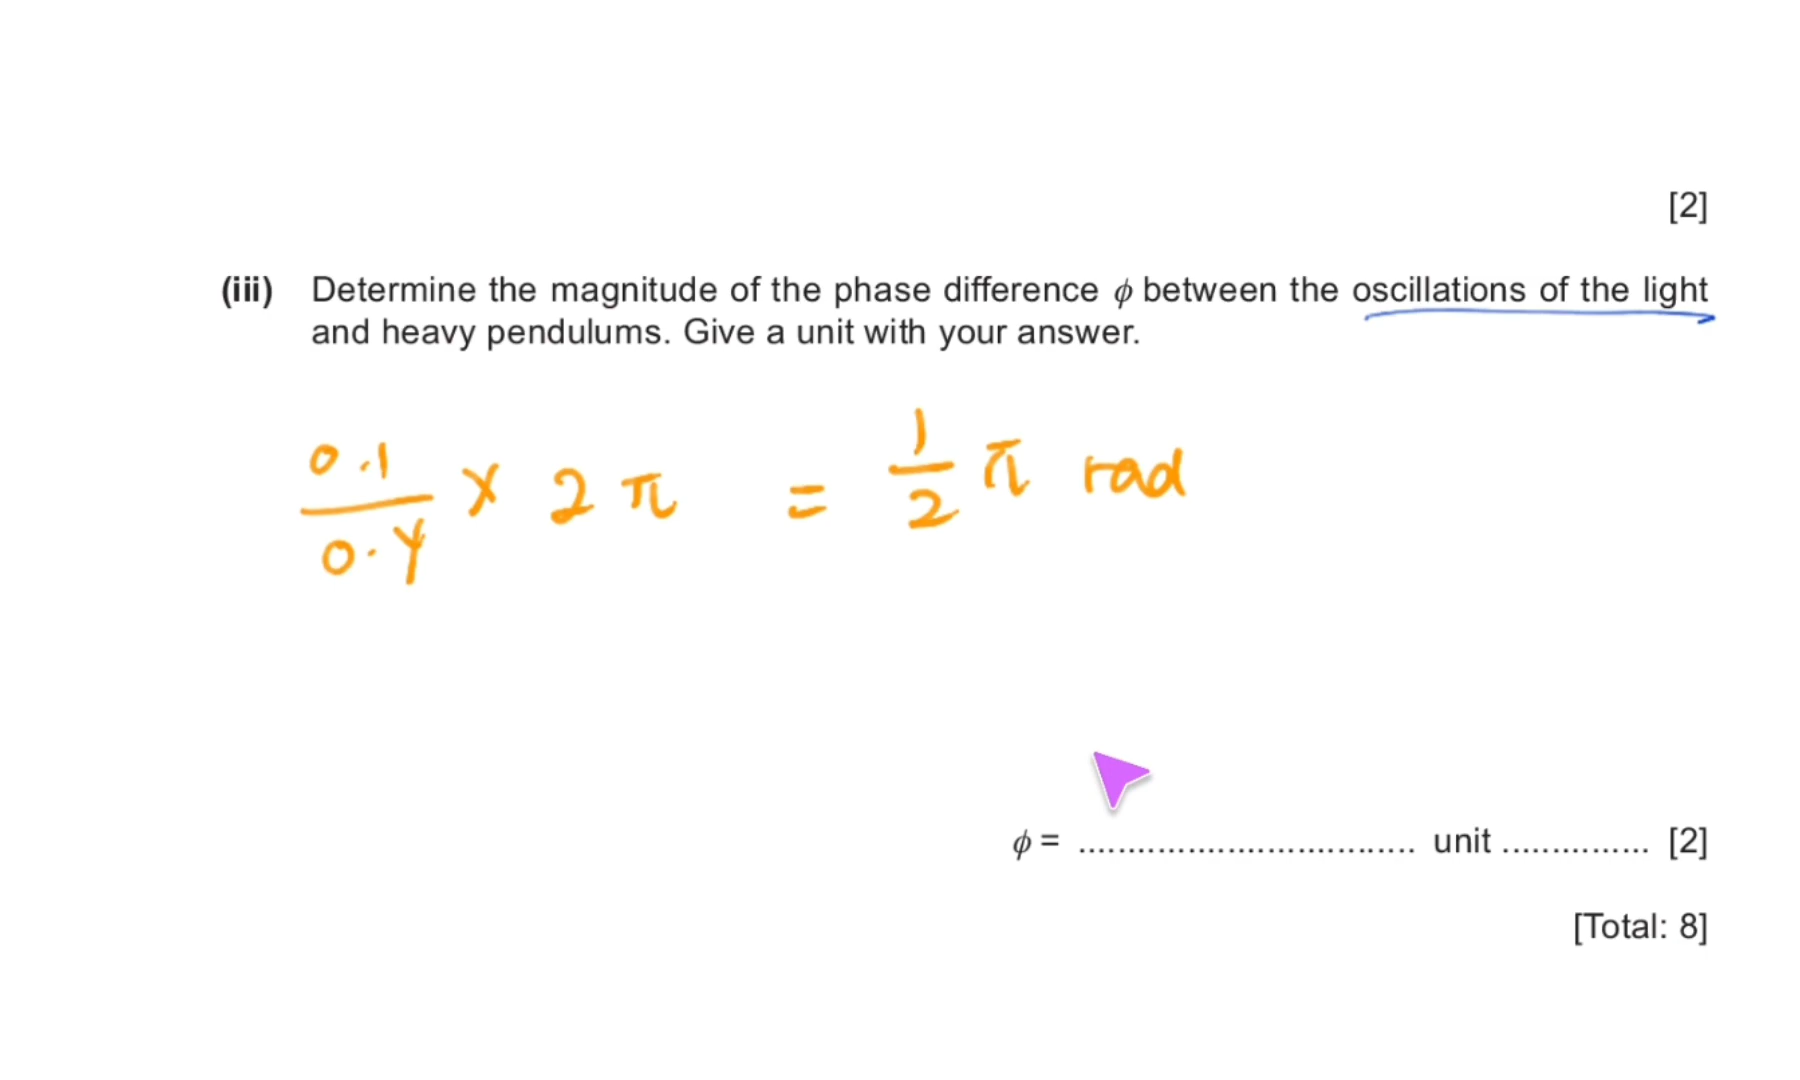 [2]
(iii) Determine the magnitude of the phase difference ϕ between the oscillations of the light
and heavy pendulums. Give a unit with your answer.
0.1/0.4 × 2π = 1/2 π rad
ϕ = .................................. unit ............... [2]
[Total: 8]